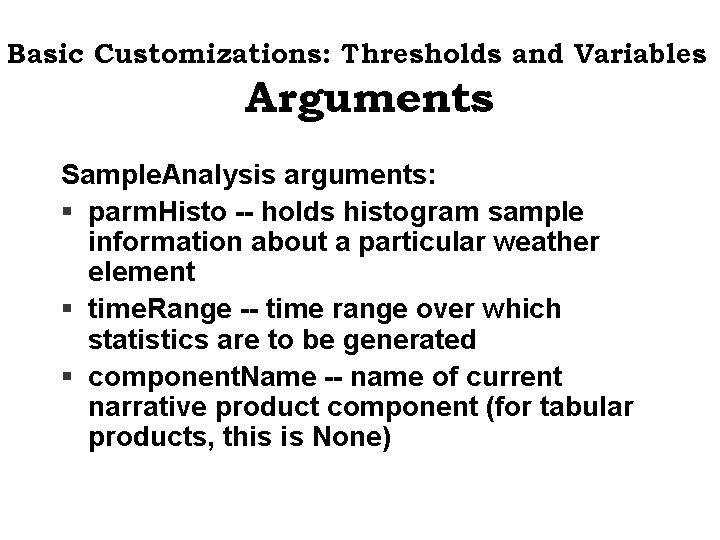 Basic Customizations: Thresholds and Variables
Arguments
Sample.Analysis arguments:
▪ parm.Histo -- holds histogram sample
information about a particular weather
element
▪ time.Range -- time range over which
statistics are to be generated
▪ component.Name -- name of current
narrative product component (for tabular
products, this is None)